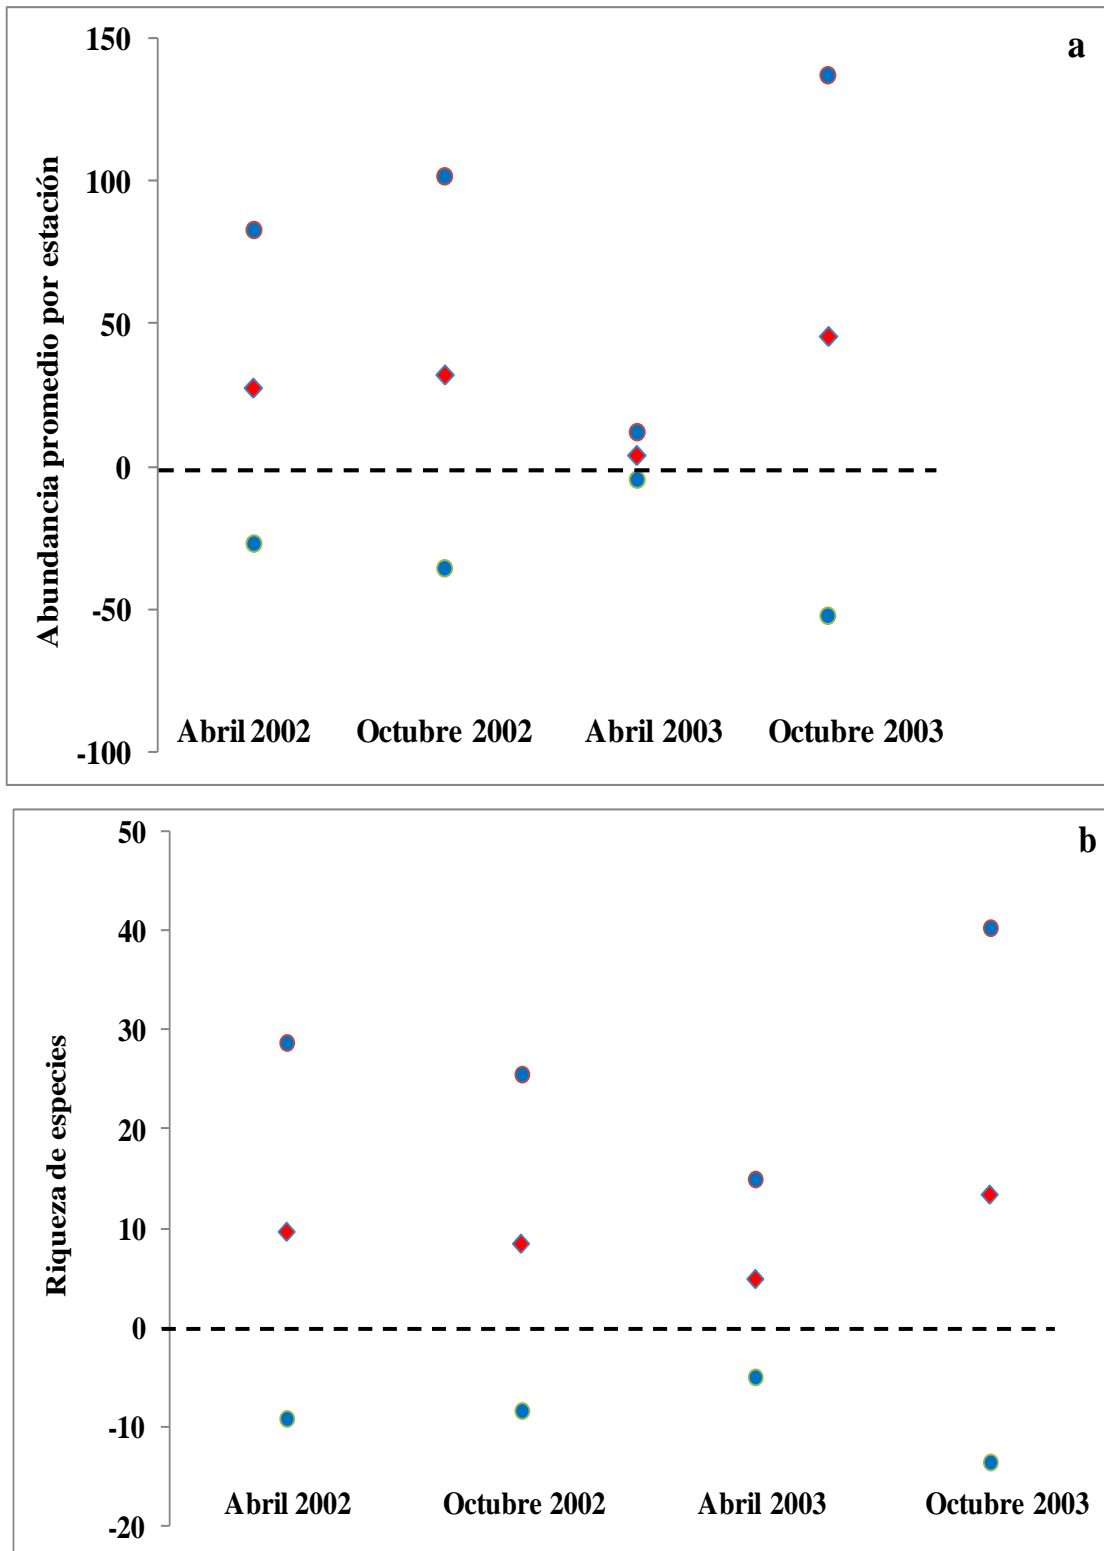 a
Abundancia promedio por estación
150
100
50
0
-50
-100
Abril 2002
Octubre 2002
Abril 2003
Octubre 2003
b
Riqueza de especies
50
40
30
20
10
0
-10
-20
Abril 2002
Octubre 2002
Abril 2003
Octubre 2003